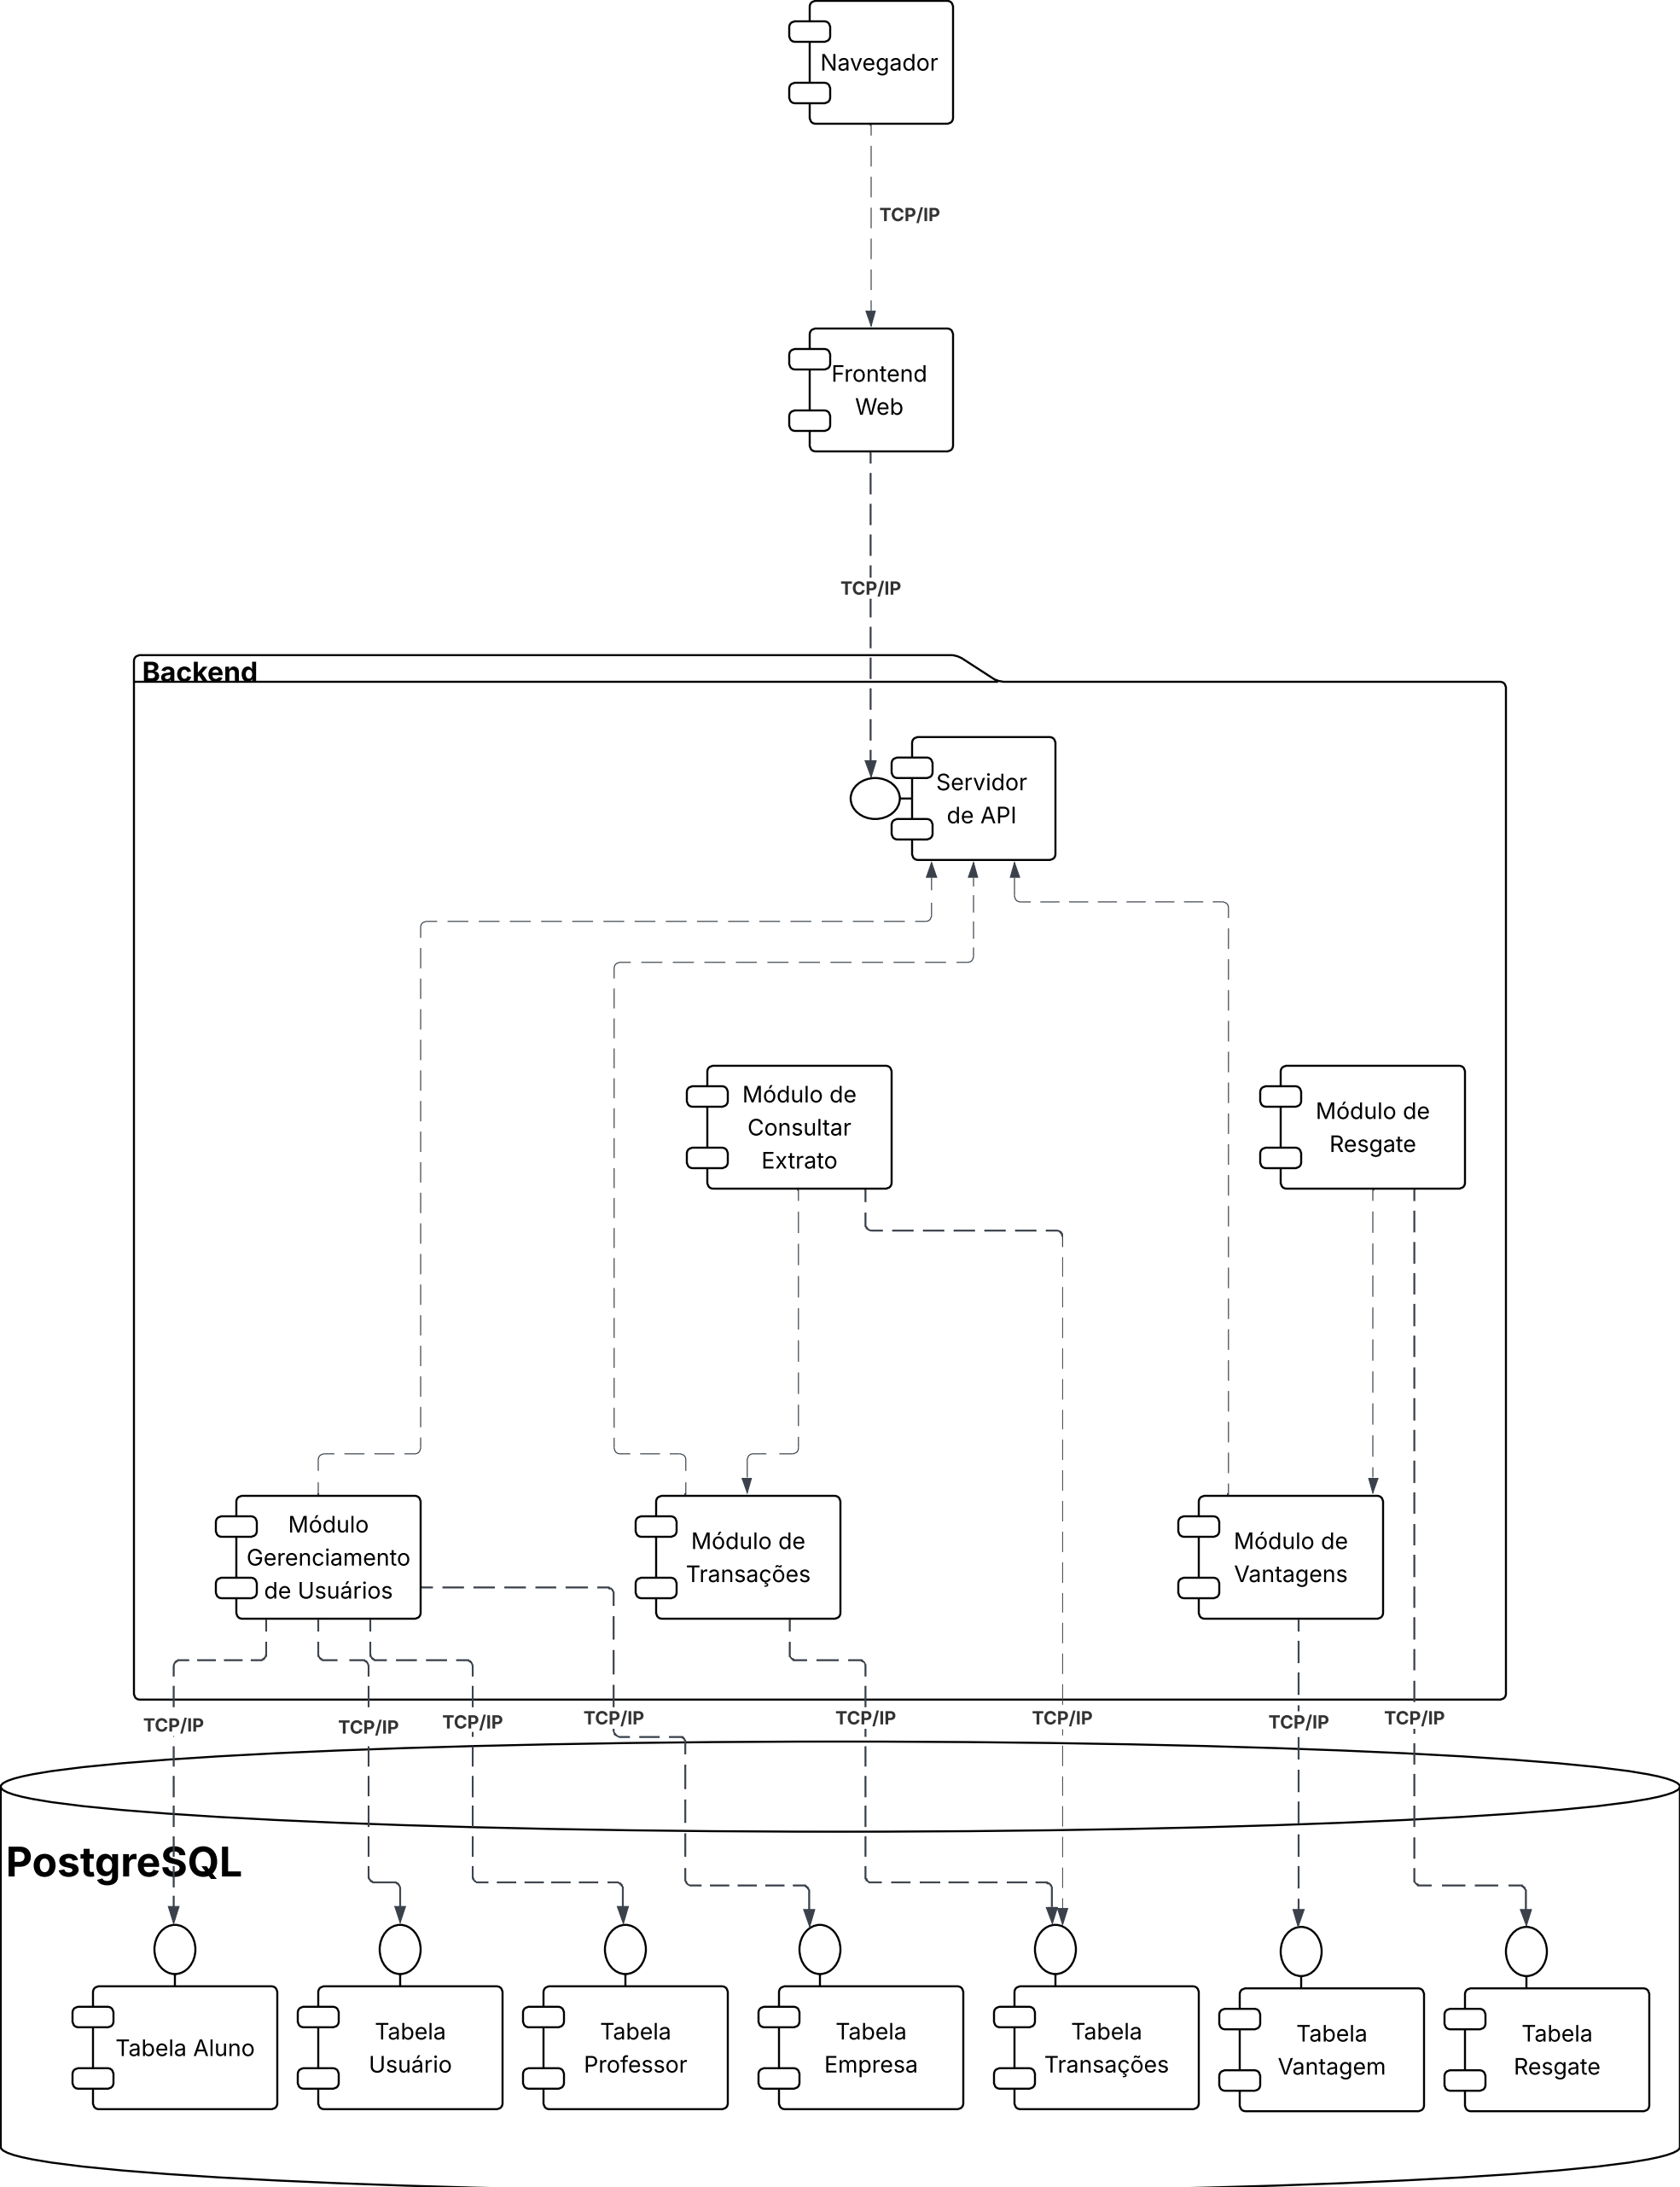 Navegador
TCP/IP
Frontend
Web
TCP/IP
Backend
Servidor
de API
Módulo de
Consultar
Extrato
Módulo de
Resgate
Módulo
Gerenciamento
de Usuários
Módulo de
Transações
Módulo de
Vantagens
TCP/IP
TCP/IP
TCP/IP
TCP/IP
TCP/IP
TCP/IP
TCP/IP
TCP/IP
PostgreSQL
Tabela Aluno
Tabela
Usuário
Tabela
Professor
Tabela
Empresa
Tabela
Transações
Tabela
Vantagem
Tabela
Resgate